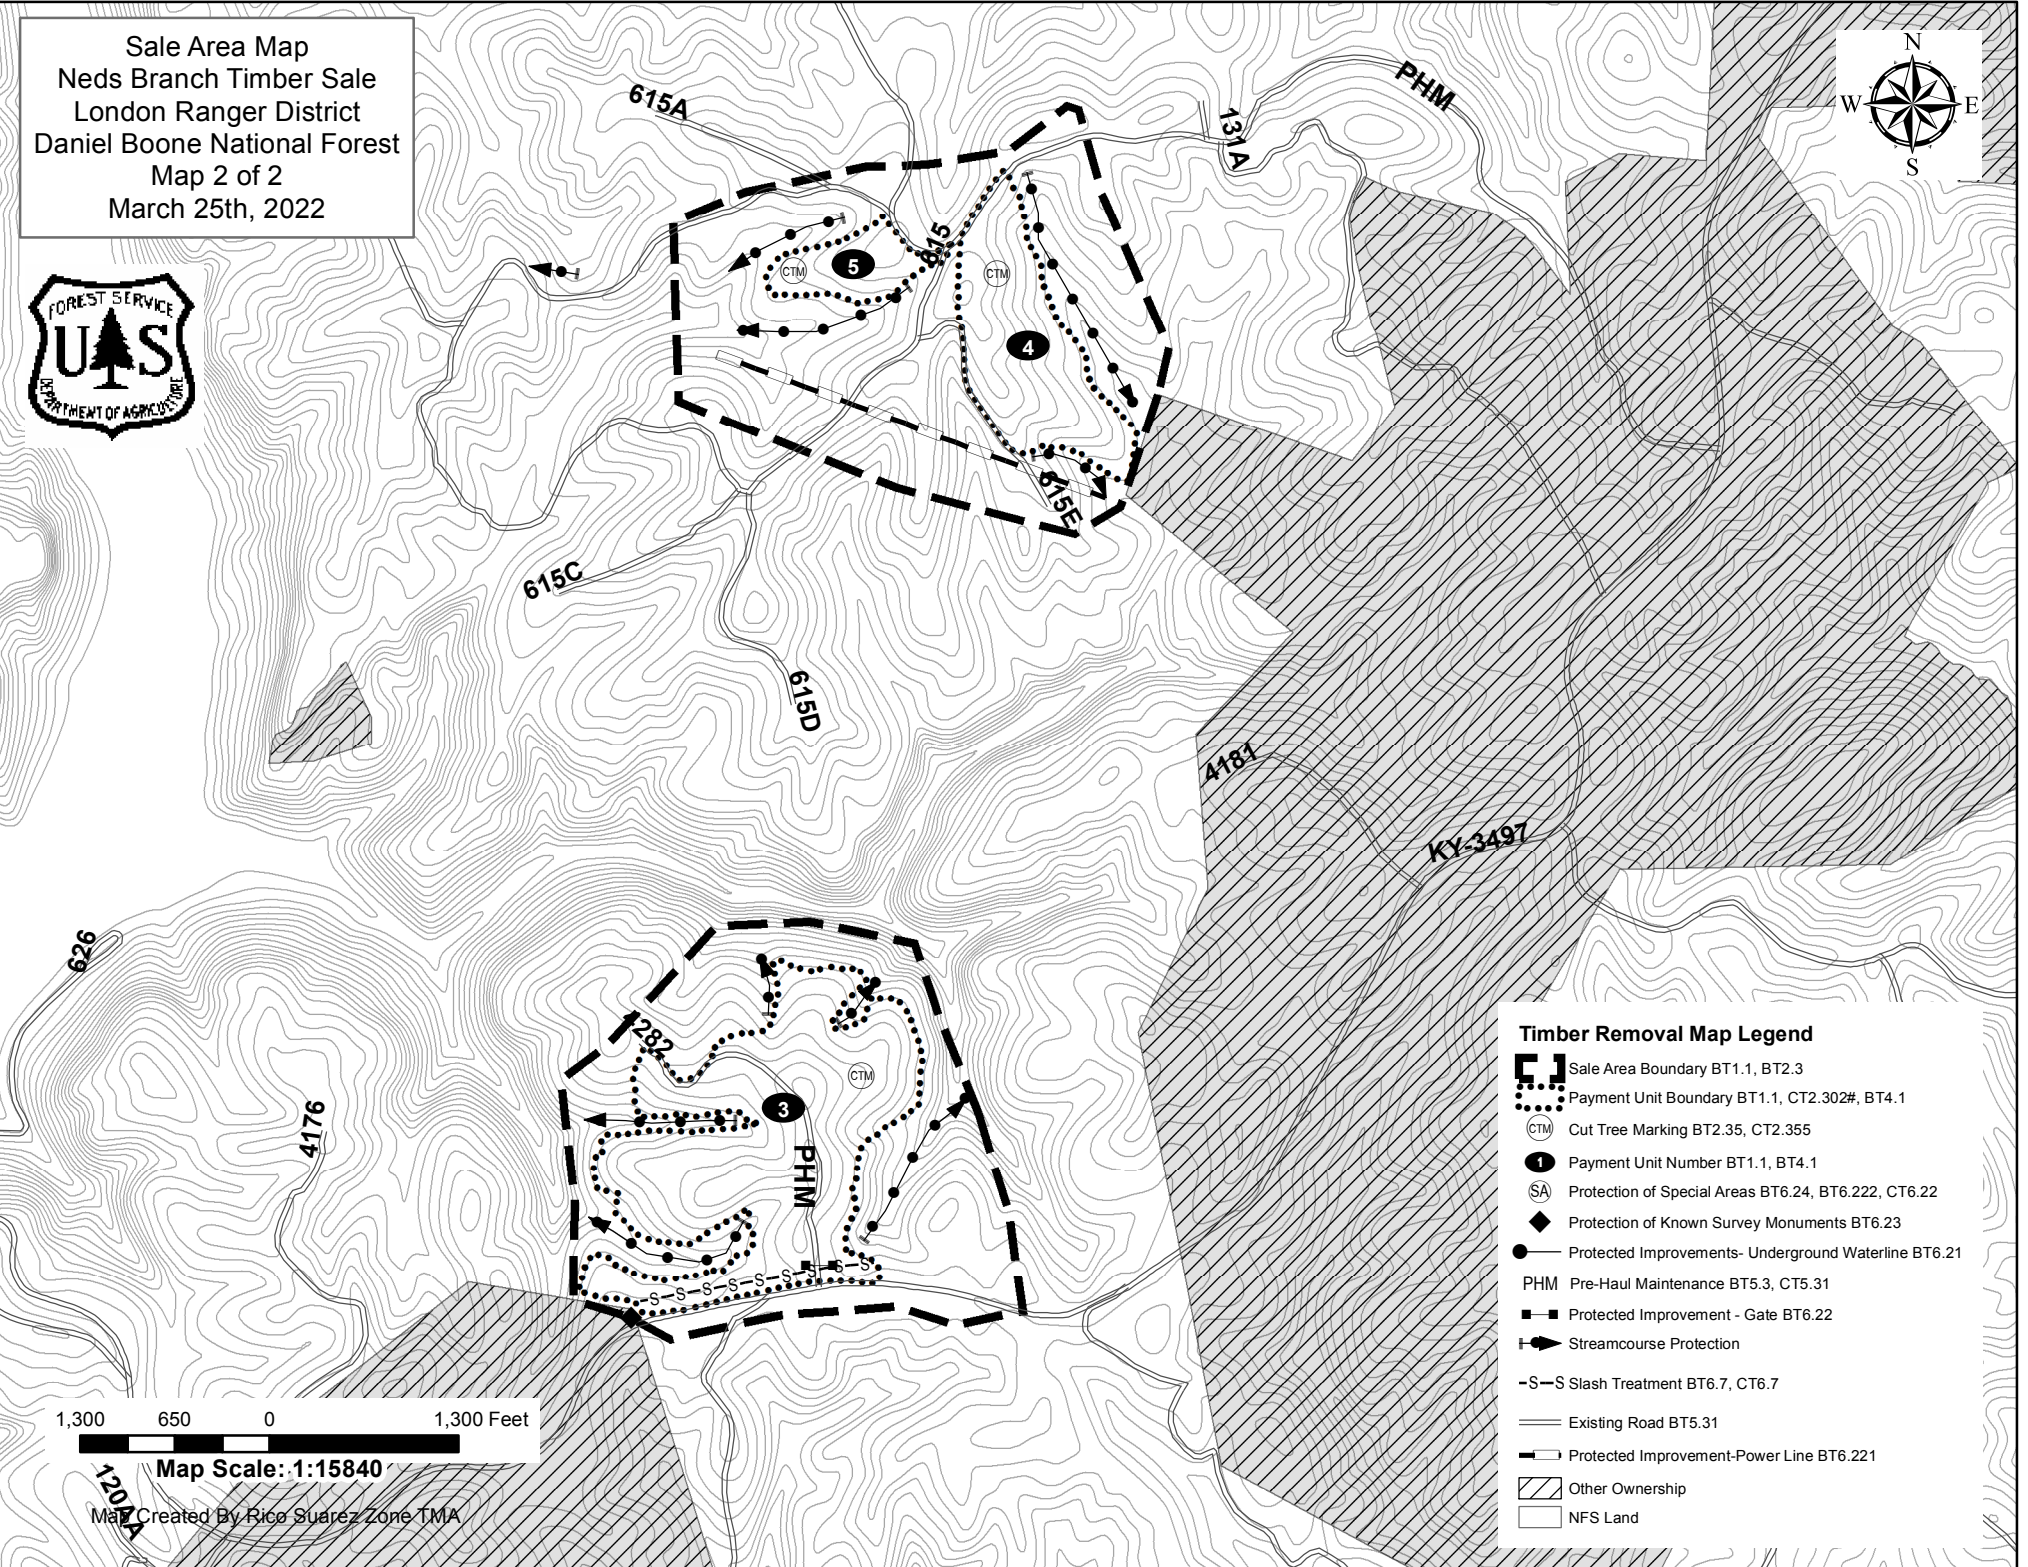 Sale Area Map
Neds Branch Timber Sale
London Ranger District
Daniel Boone National Forest
Map 2 of 2
March 25th, 2022
FOREST SERVICE
U S
DEPARTMENT OF AGRICULTURE
N
W E
S
615A
PHM
131A
615
5
CTM
CTM
4
615E
615C
615D
4181
KY-3497
626
4176
1282
CTM
3
PHM
S S S S S S S S S
120AA
Timber Removal Map Legend
Sale Area Boundary BT1.1, BT2.3
Payment Unit Boundary BT1.1, CT2.302#, BT4.1
CTM Cut Tree Marking BT2.35, CT2.355
1 Payment Unit Number BT1.1, BT4.1
SA Protection of Special Areas BT6.24, BT6.222, CT6.22
Protection of Known Survey Monuments BT6.23
Protected Improvements- Underground Waterline BT6.21
PHM Pre-Haul Maintenance BT5.3, CT5.31
Protected Improvement - Gate BT6.22
Streamcourse Protection
-S--S Slash Treatment BT6.7, CT6.7
Existing Road BT5.31
Protected Improvement-Power Line BT6.221
Other Ownership
NFS Land
1,300 650 0 1,300 Feet
Map Scale: 1:15840
Map Created By Rico Suarez Zone TMA